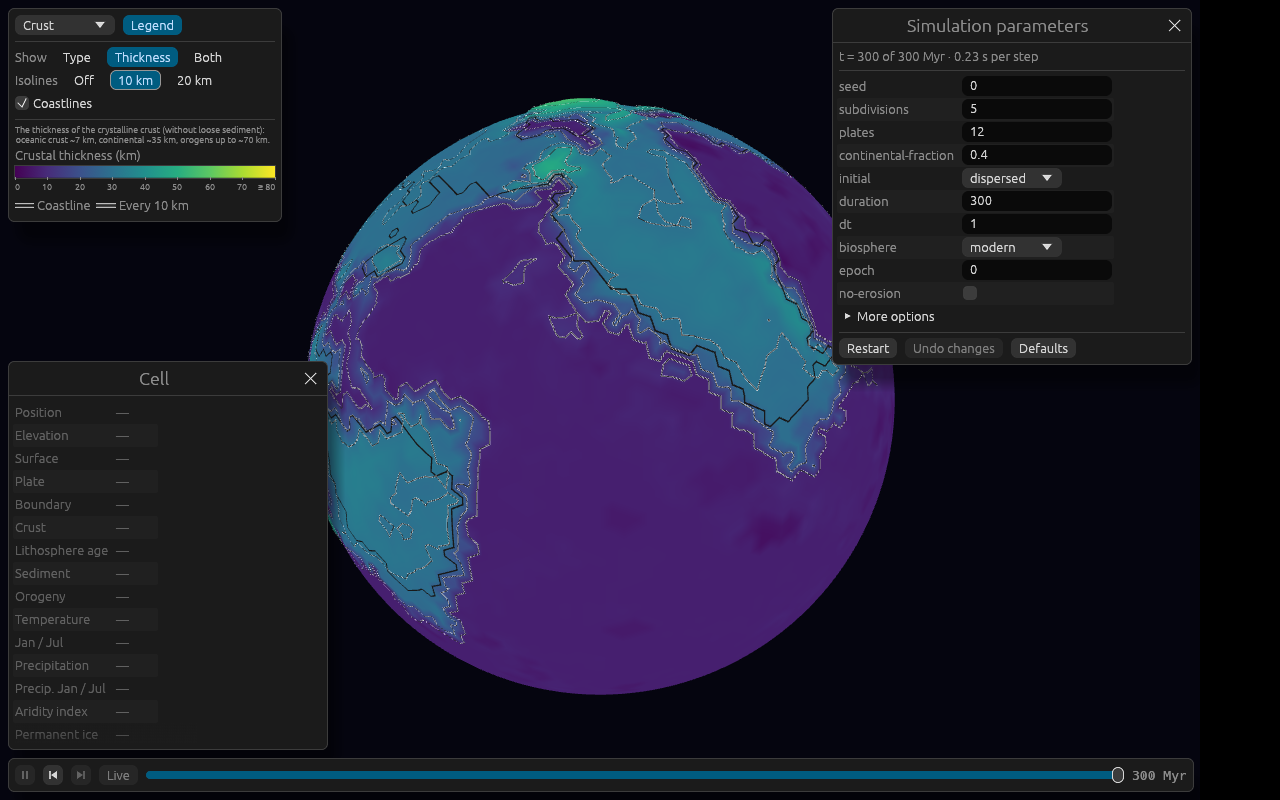 Crust Legend
Show Type Thickness Both
Isolines Off 10 km 20 km
Coastlines
The thickness of the crystalline crust (without loose sediment):
oceanic crust ~7 km, continental ~35 km, orogens up to ~70 km.
Crustal thickness (km)
0 10 20 30 40 50 60 70 ≥ 80
Coastline Every 10 km
Simulation parameters
t = 300 of 300 Myr · 0.23 s per step
seed 0
subdivisions 5
plates 12
continental-fraction 0.4
initial dispersed
duration 300
dt 1
biosphere modern
epoch 0
no-erosion
More options
Restart Undo changes Defaults
Cell
Position —
Elevation —
Surface —
Plate —
Boundary —
Crust —
Lithosphere age —
Sediment —
Orogeny —
Temperature —
Jan / Jul —
Precipitation —
Precip. Jan / Jul —
Aridity index —
Permanent ice —
Live 300 Myr